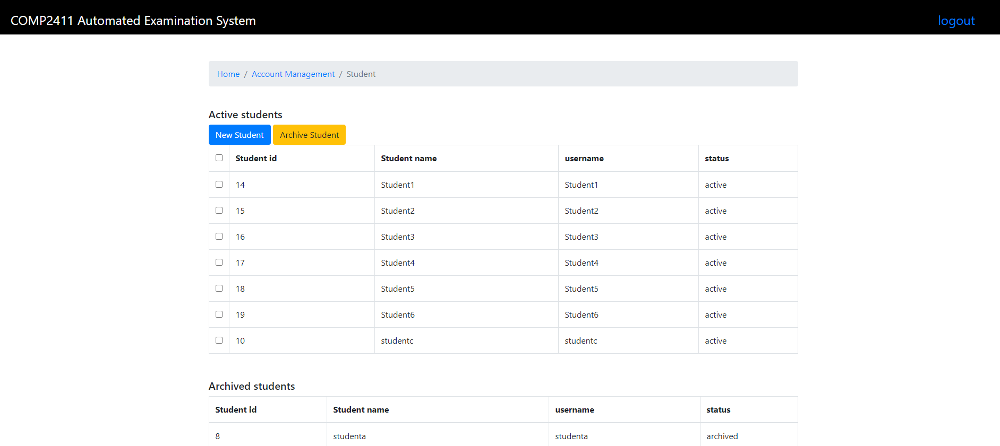 COMP2411 Automated Examination System logout
Home / Account Management / Student
Active students
New Student Archive Student
Student id Student name username status
14 Student1 Student1 active
15 Student2 Student2 active
16 Student3 Student3 active
17 Student4 Student4 active
18 Student5 Student5 active
19 Student6 Student6 active
10 studentc studentc active
Archived students
Student id Student name username status
8 studenta studenta archived